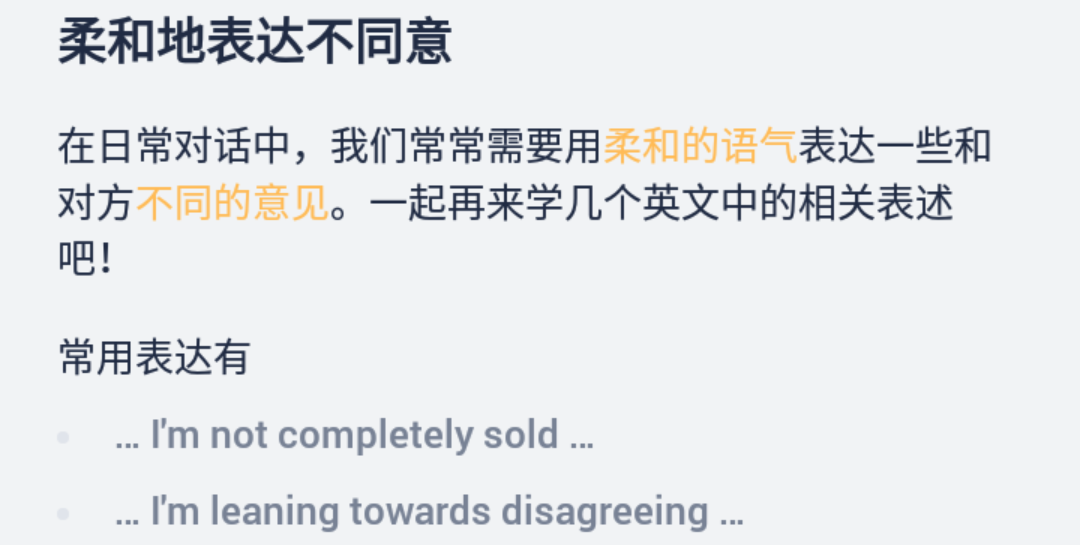 柔和地表达不同意
在日常对话中，我们常常需要用柔和的语气表达一些和
对方不同的意见。一起再来学几个英文中的相关表述
吧！
常用表达有
... I'm not completely sold ...
... I'm leaning towards disagreeing ...